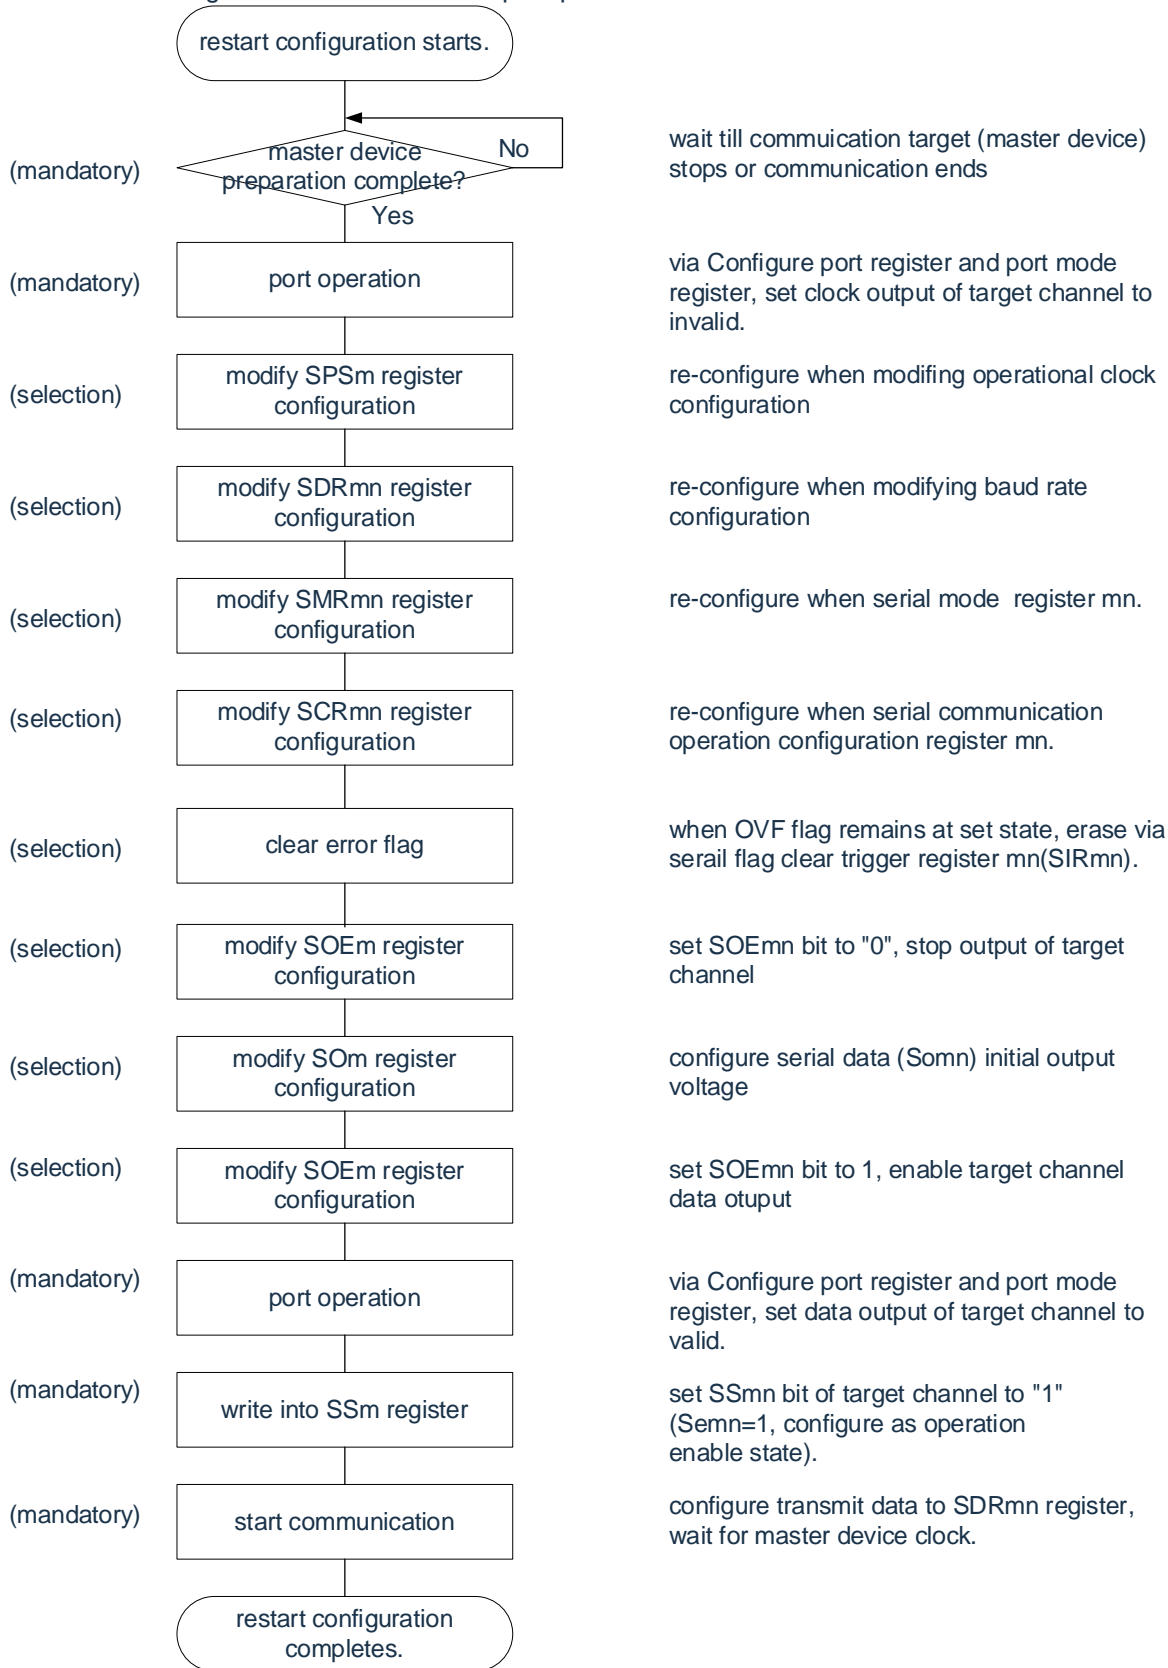 restart configuration starts.
No
wait till commuication target (master device)
stops or communication ends
(mandatory)
master device
preparation complete?
Yes
(mandatory)
port operation
via Configure port register and port mode
register, set clock output of target channel to
invalid.
(selection)
modify SPSm register
configuration
re-configure when modifing operational clock
configuration
(selection)
modify SDRmn register
configuration
re-configure when modifying baud rate
configuration
(selection)
modify SMRmn register
configuration
re-configure when serial mode register mn.
(selection)
modify SCRmn register
configuration
re-configure when serial communication
operation configuration register mn.
(selection)
clear error flag
when OVF flag remains at set state, erase via
serail flag clear trigger register mn(SIRmn).
(selection)
modify SOEm register
configuration
set SOEmn bit to "0", stop output of target
channel
(selection)
modify SOm register
configuration
configure serial data (Somn) initial output
voltage
(selection)
modify SOEm register
configuration
set SOEmn bit to 1, enable target channel
data otuput
(mandatory)
port operation
via Configure port register and port mode
register, set data output of target channel to
valid.
(mandatory)
write into SSm register
set SSmn bit of target channel to "1"
(Semn=1, configure as operation
enable state).
(mandatory)
start communication
configure transmit data to SDRmn register,
wait for master device clock.
restart configuration
completes.